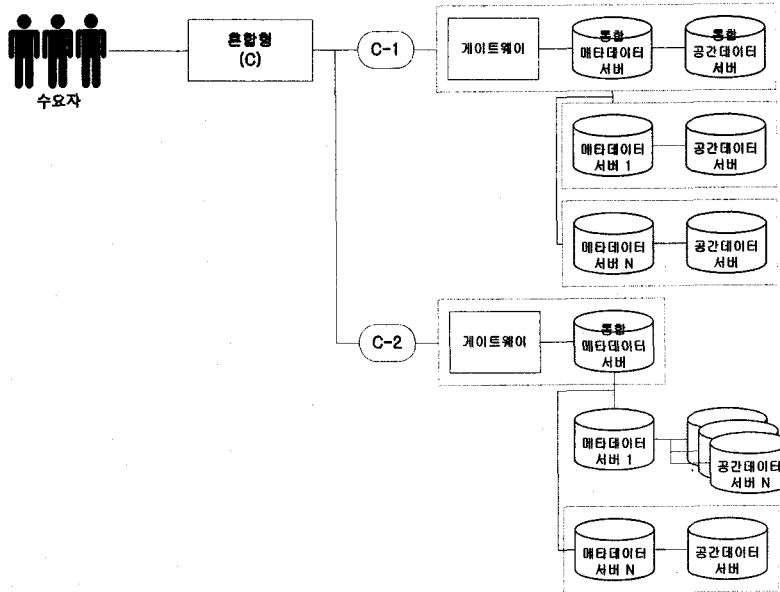 수요자
혼합형
(C)
C-1
게이트웨이
통합
메타데이터
서버
통합
공간데이터
서버
메타데이터
서버 1
공간데이터
서버
메타데이터
서버 N
공간데이터
서버
C-2
게이트웨이
통합
메타데이터
서버
메타데이터
서버 1
공간데이터
서버 N
메타데이터
서버 N
공간데이터
서버